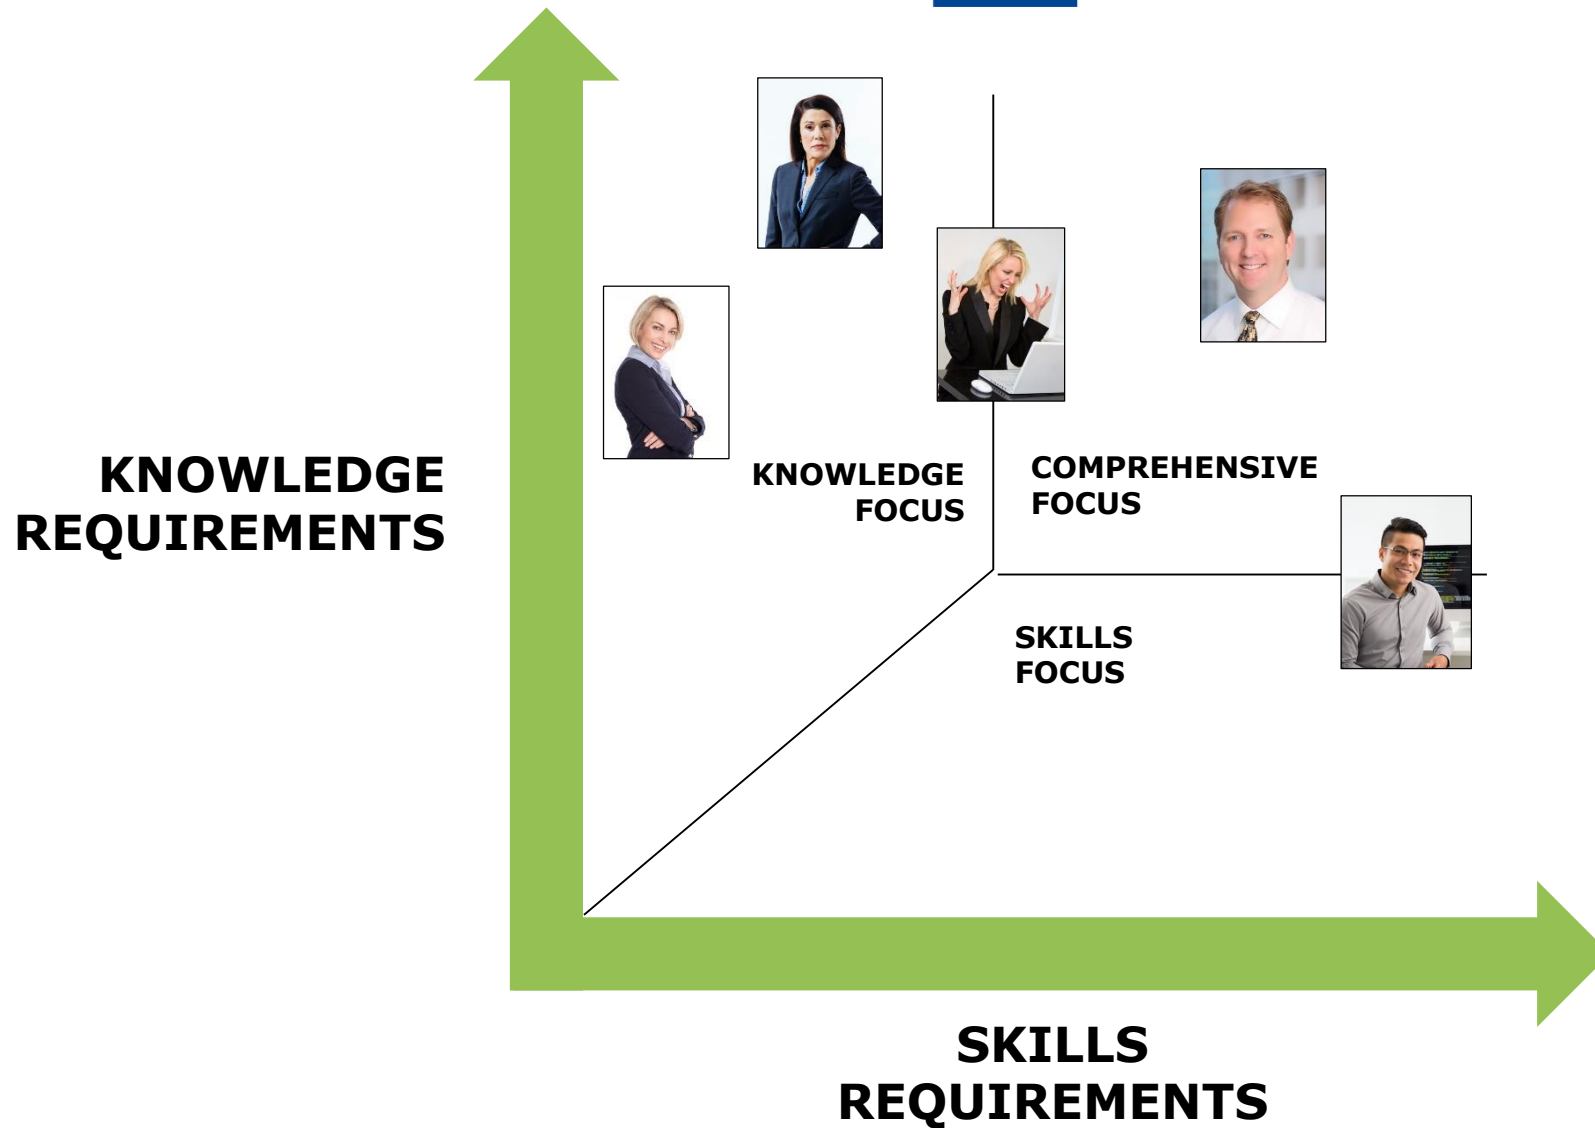 KNOWLEDGE
REQUIREMENTS
KNOWLEDGE
FOCUS
COMPREHENSIVE
FOCUS
SKILLS
FOCUS
SKILLS
REQUIREMENTS